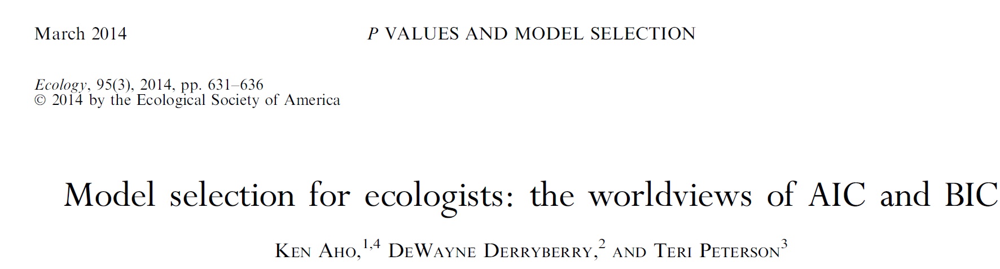 March 2014 P VALUES AND MODEL SELECTION
Ecology, 95(3), 2014, pp. 631–636
© 2014 by the Ecological Society of America
Model selection for ecologists: the worldviews of AIC and BIC
KEN AHO,1,4 DEWAYNE DERRYBERRY,2 AND TERI PETERSON3